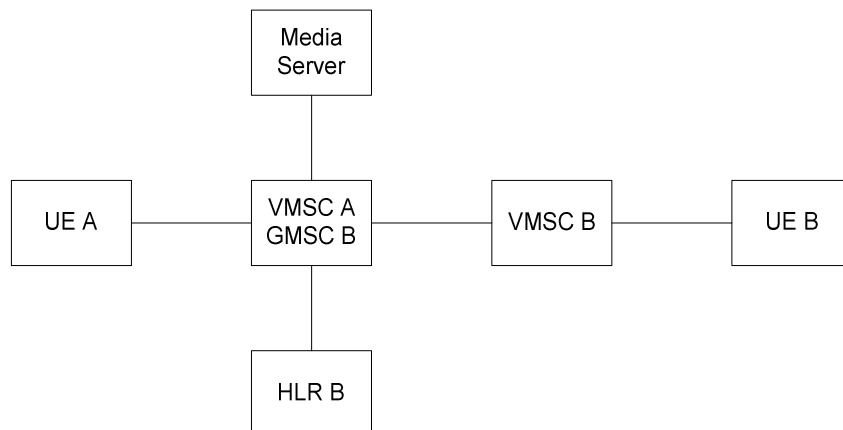 Media
Server
UE A
VMSC A
GMSC B
VMSC B
UE B
HLR B